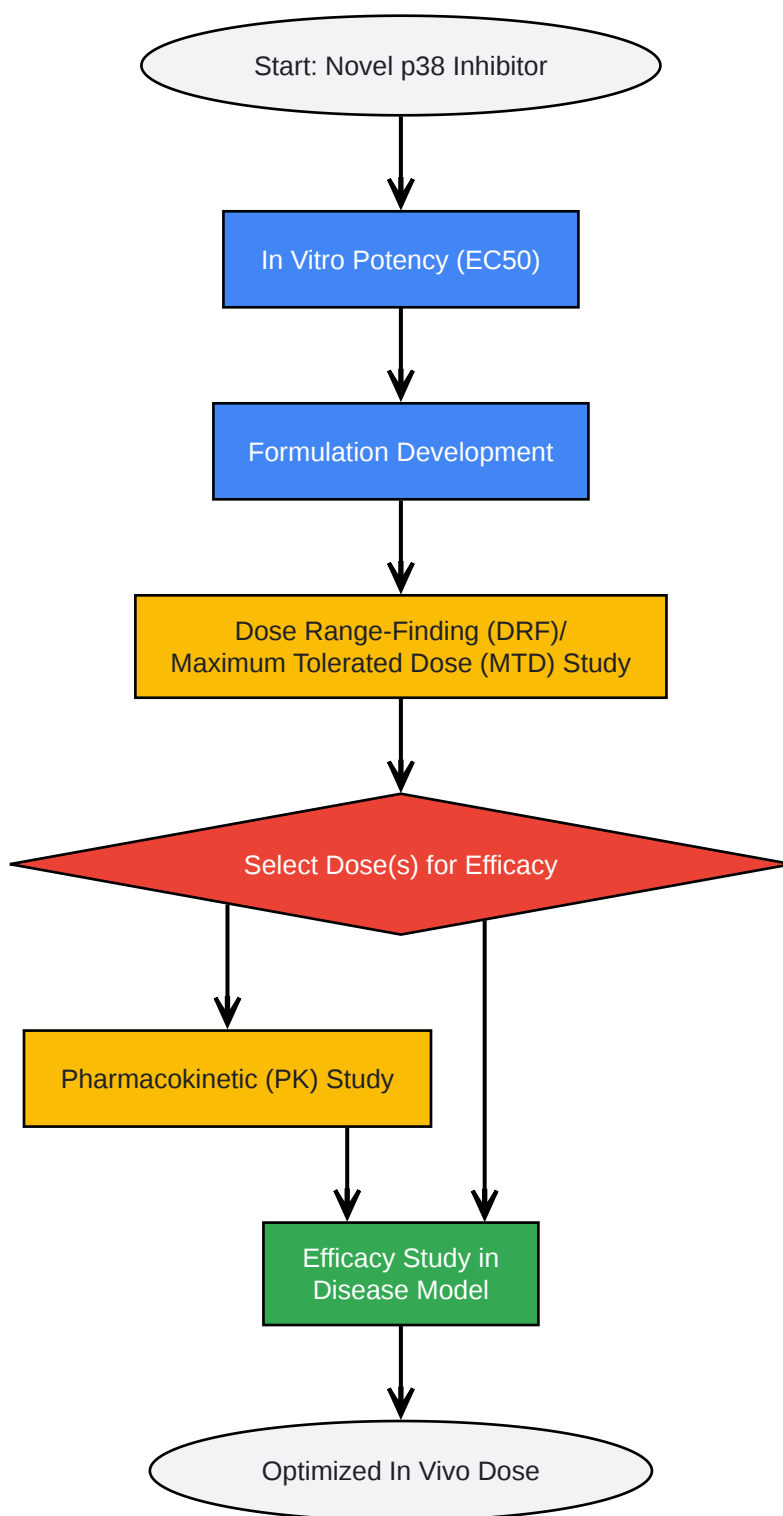 Start: Novel p38 Inhibitor
In Vitro Potency (EC50)
Formulation Development
Dose Range-Finding (DRF)/
Maximum Tolerated Dose (MTD) Study
Select Dose(s) for Efficacy
Pharmacokinetic (PK) Study
Efficacy Study in
Disease Model
Optimized In Vivo Dose